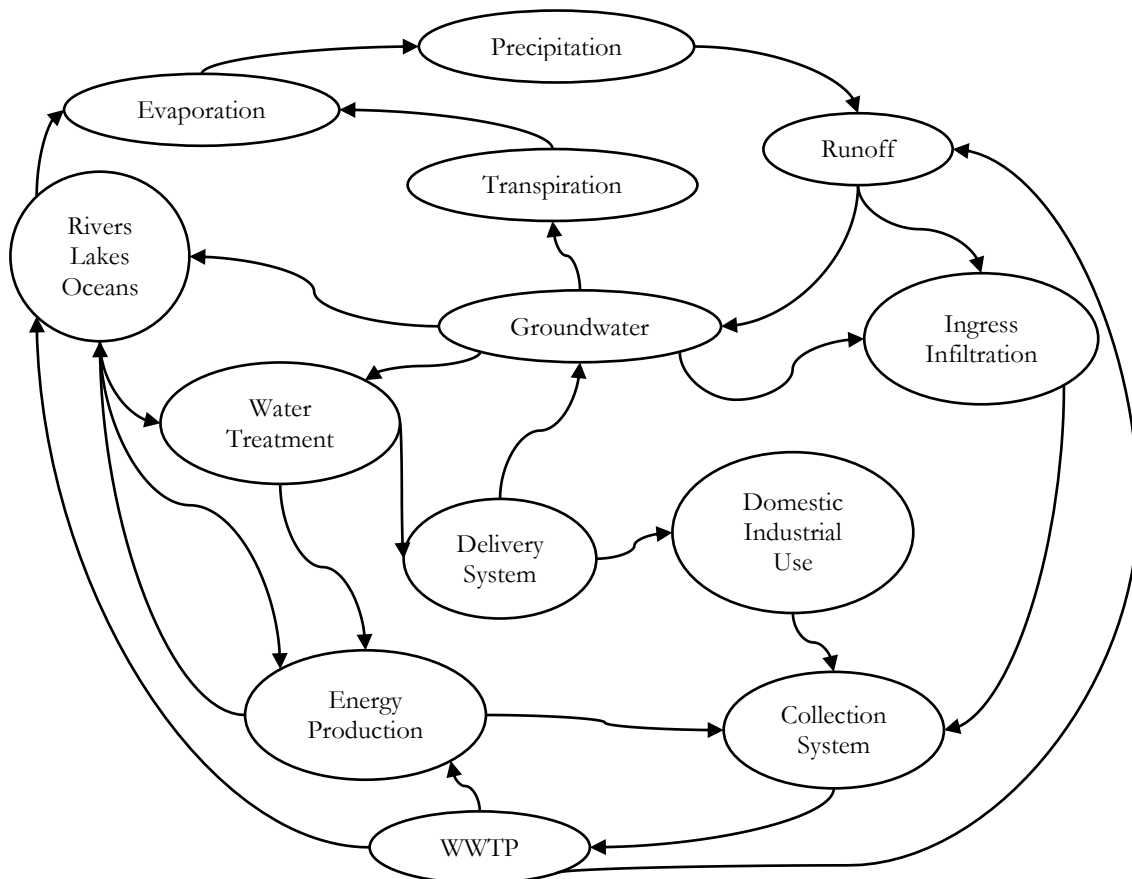 Precipitation
Evaporation
Runoff
Transpiration
Rivers
Lakes
Oceans
Groundwater
Ingress
Infiltration
Water
Treatment
Delivery
System
Domestic
Industrial
Use
Energy
Production
Collection
System
WWTP